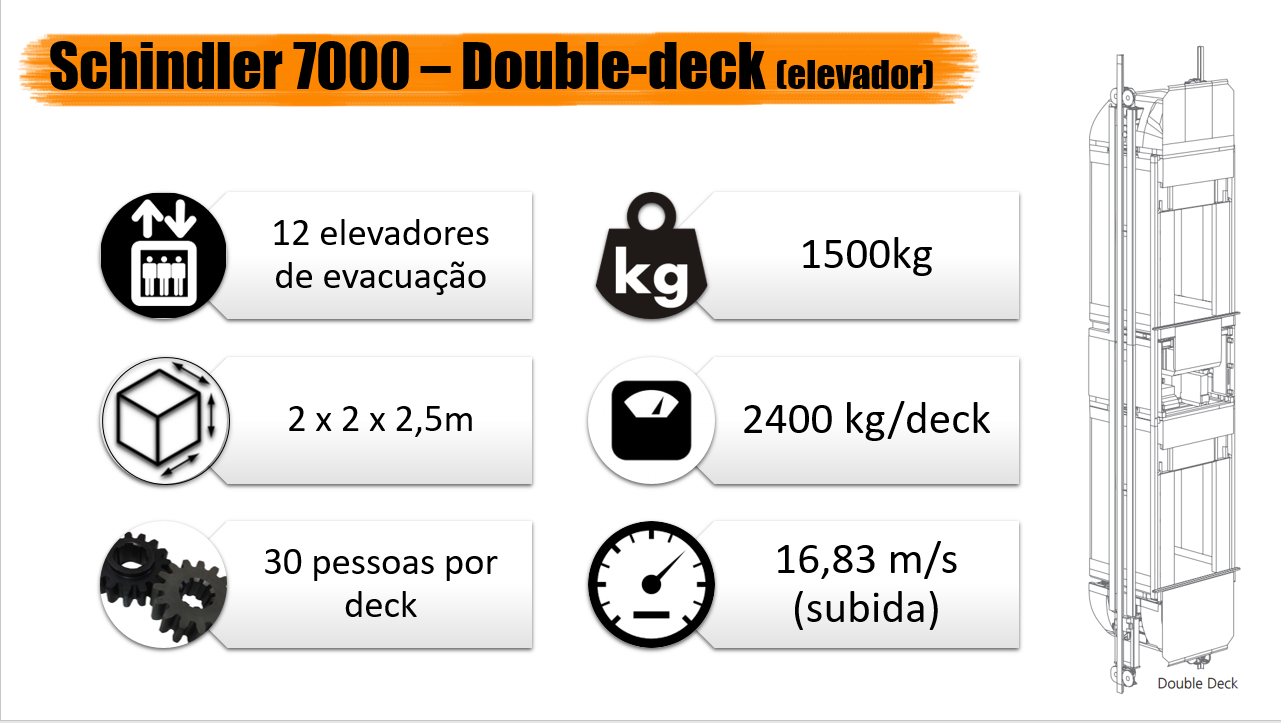 Schindler 7000 – Double-deck (elevador)
12 elevadores
de evacuação
kg
1500kg
2 x 2 x 2,5m
2400 kg/deck
30 pessoas por
deck
16,83 m/s
(subida)
Double Deck